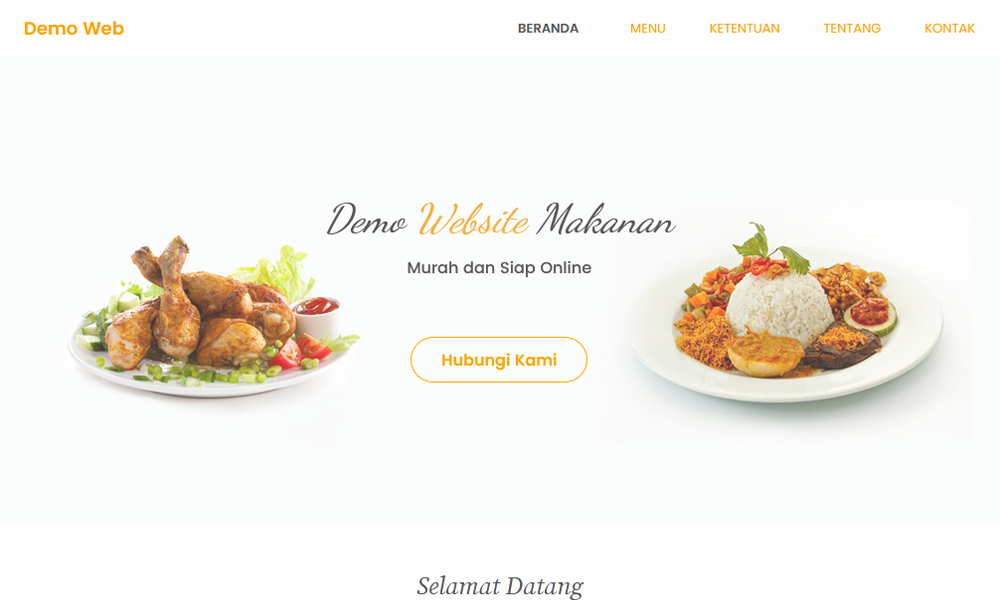 Demo Web
BERANDA MENU KETENTUAN TENTANG KONTAK
Demo Website Makanan
Murah dan Siap Online
Hubungi Kami
Selamat Datang